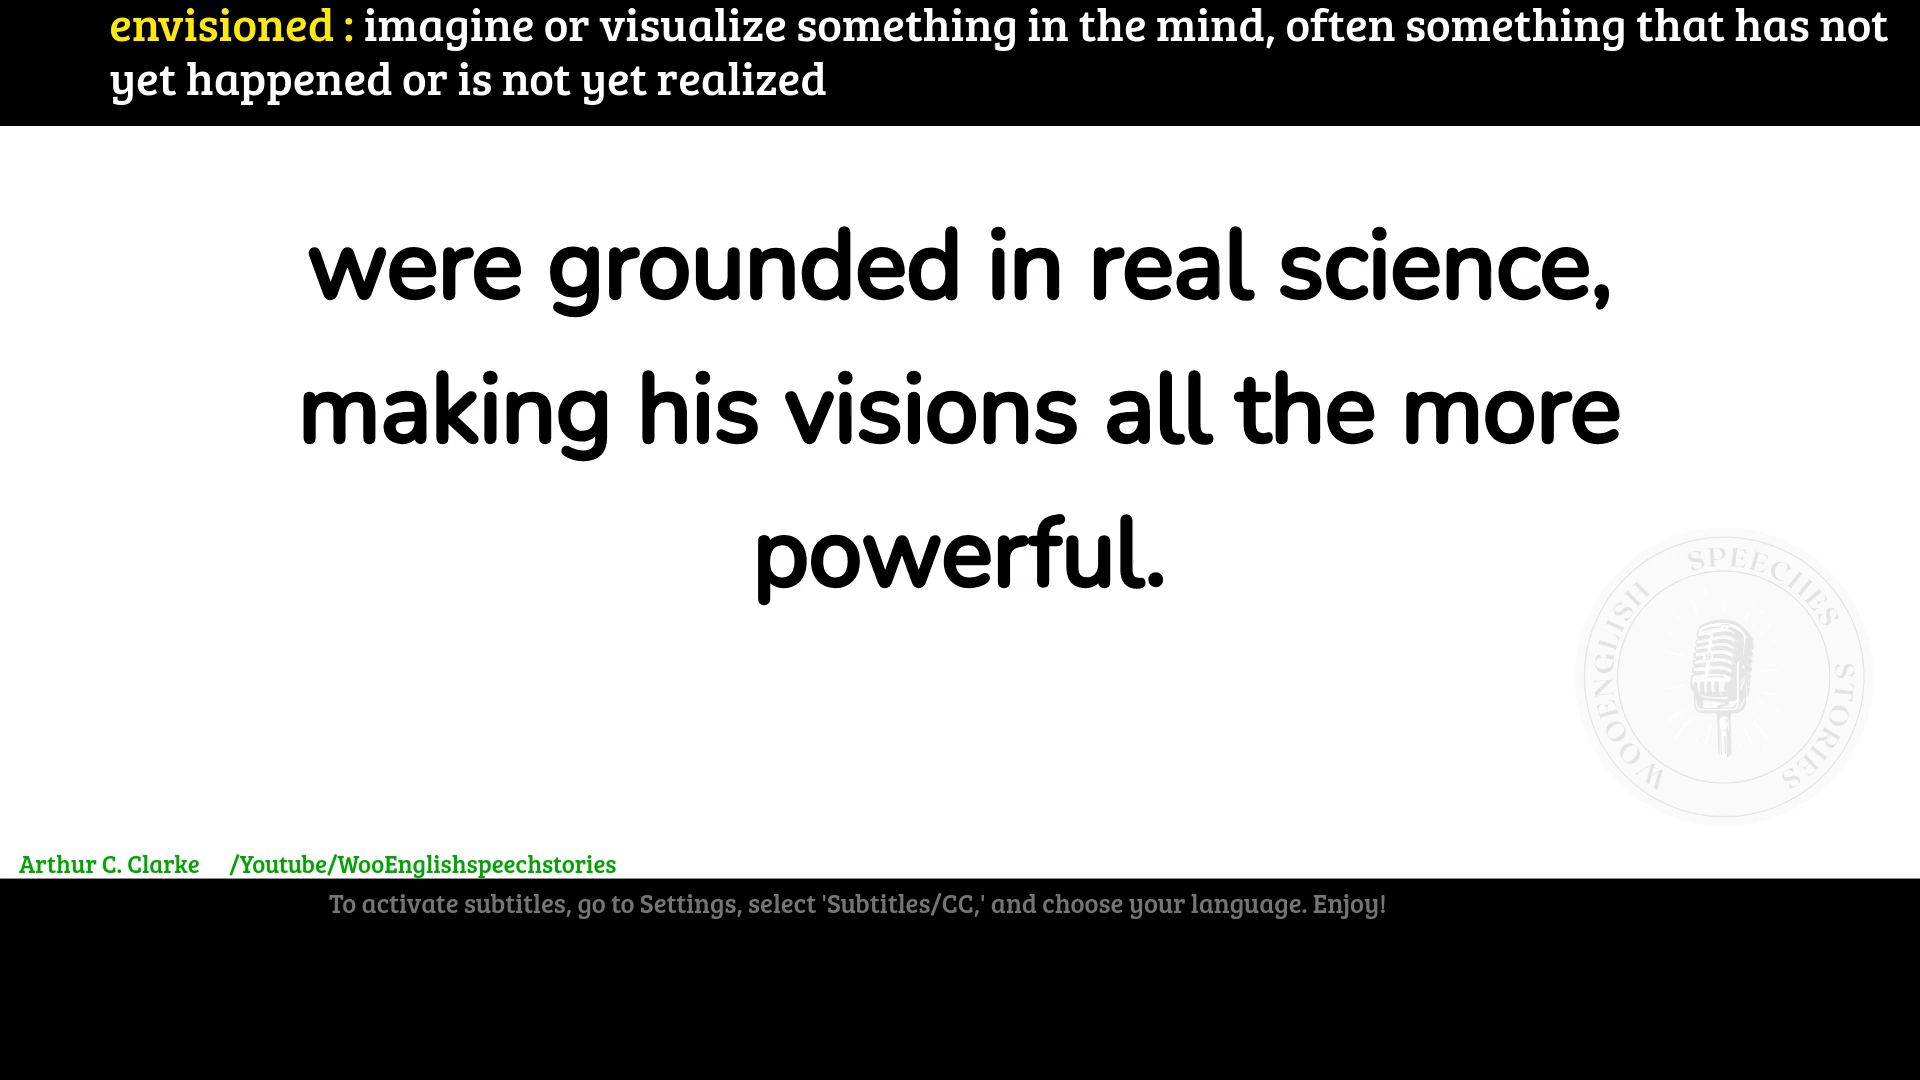 envisioned : imagine or visualize something in the mind, often something that has not
yet happened or is not yet realized
were grounded in real science,
making his visions all the more
powerful.
WOOENGLISH SPEECHES STORIES
Arthur C. Clarke /Youtube/WooEnglishspeechstories
To activate subtitles, go to Settings, select 'Subtitles/CC,' and choose your language. Enjoy!